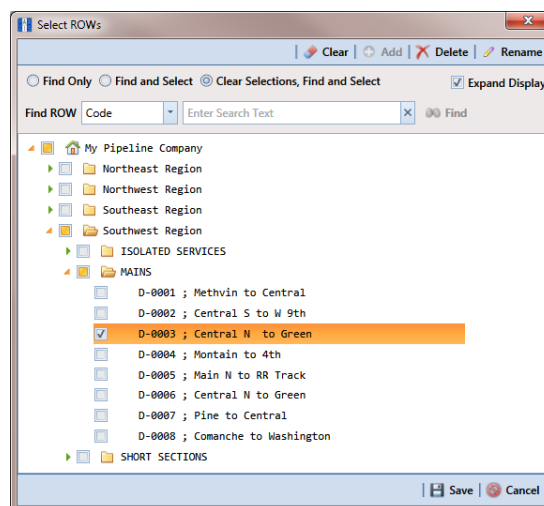 Select ROWs
Clear Add Delete Rename
Find Only Find and Select Clear Selections, Find and Select Expand Display
Find ROW Code Enter Search Text Find
My Pipeline Company
Northeast Region
Northwest Region
Southeast Region
Southwest Region
ISOLATED SERVICES
MAINS
D-0001 ; Methvin to Central
D-0002 ; Central S to W 9th
D-0003 ; Central N  to Green
D-0004 ; Montain to 4th
D-0005 ; Main N to RR Track
D-0006 ; Central N to Green
D-0007 ; Pine to Central
D-0008 ; Comanche to Washington
SHORT SECTIONS
Save Cancel